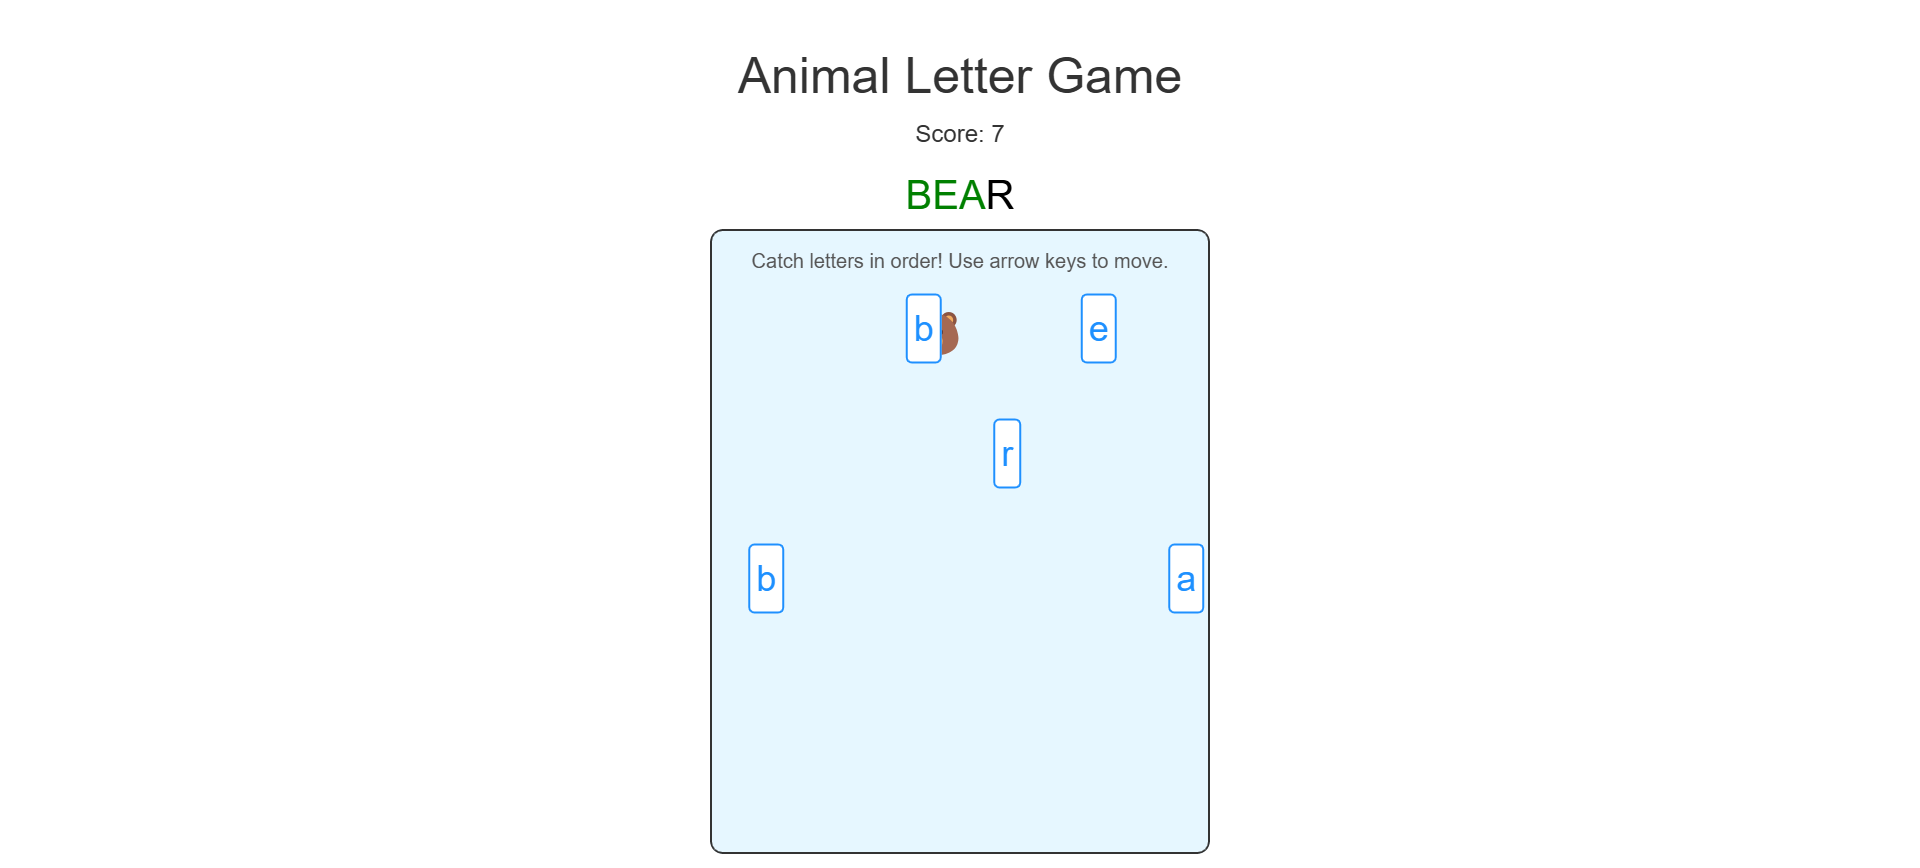 Animal Letter Game
Score: 7
BEAR
Catch letters in order! Use arrow keys to move.
b e
r
b a